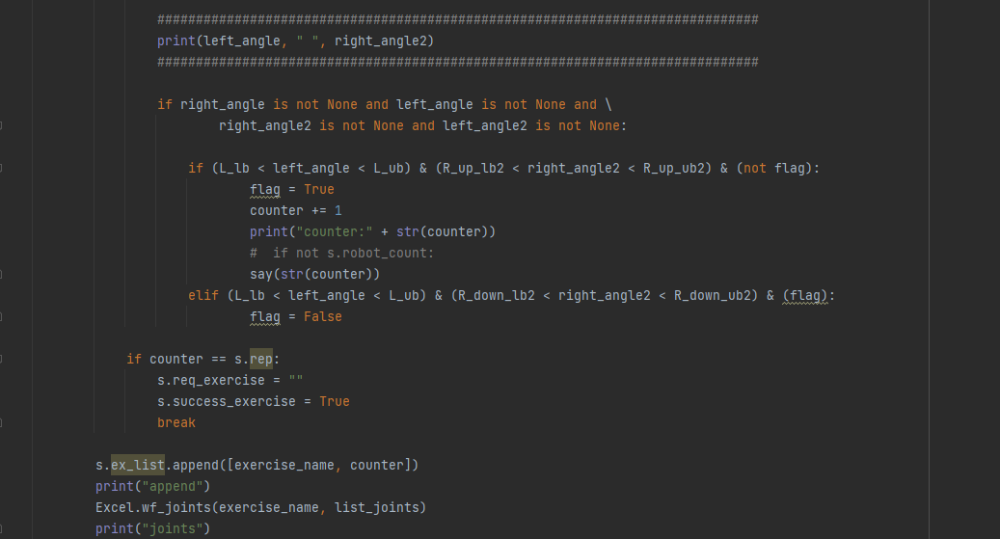 ##############################################################################
print(left_angle, " ", right_angle2)
##############################################################################
if right_angle is not None and left_angle is not None and \
right_angle2 is not None and left_angle2 is not None:
if (L_lb < left_angle < L_ub) & (R_up_lb2 < right_angle2 < R_up_ub2) & (not flag):
flag = True
counter += 1
print("counter:" + str(counter))
#  if not s.robot_count:
say(str(counter))
elif (L_lb < left_angle < L_ub) & (R_down_lb2 < right_angle2 < R_down_ub2) & (flag):
flag = False
if counter == s.rep:
s.req_exercise = ""
s.success_exercise = True
break
s.ex_list.append([exercise_name, counter])
print("append")
Excel.wf_joints(exercise_name, list_joints)
print("joints")